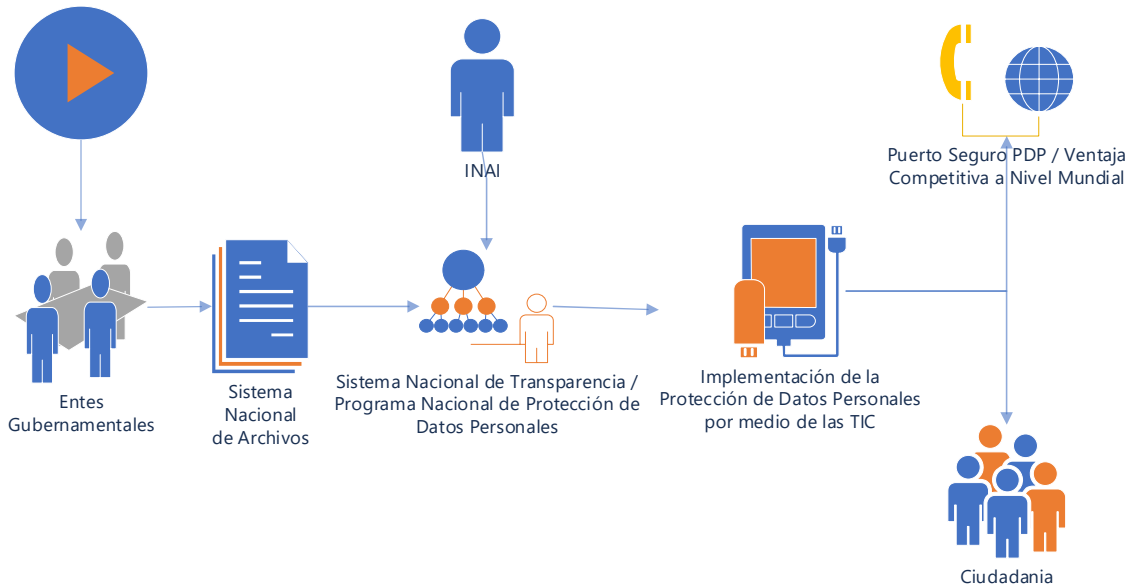 INAI
Puerto Seguro PDP / Ventaja
Competitiva a Nivel Mundial
Entes
Gubernamentales
Sistema
Nacional
de Archivos
Sistema Nacional de Transparencia /
Programa Nacional de Protección de
Datos Personales
Implementación de la
Protección de Datos Personales
por medio de las TIC
Ciudadania